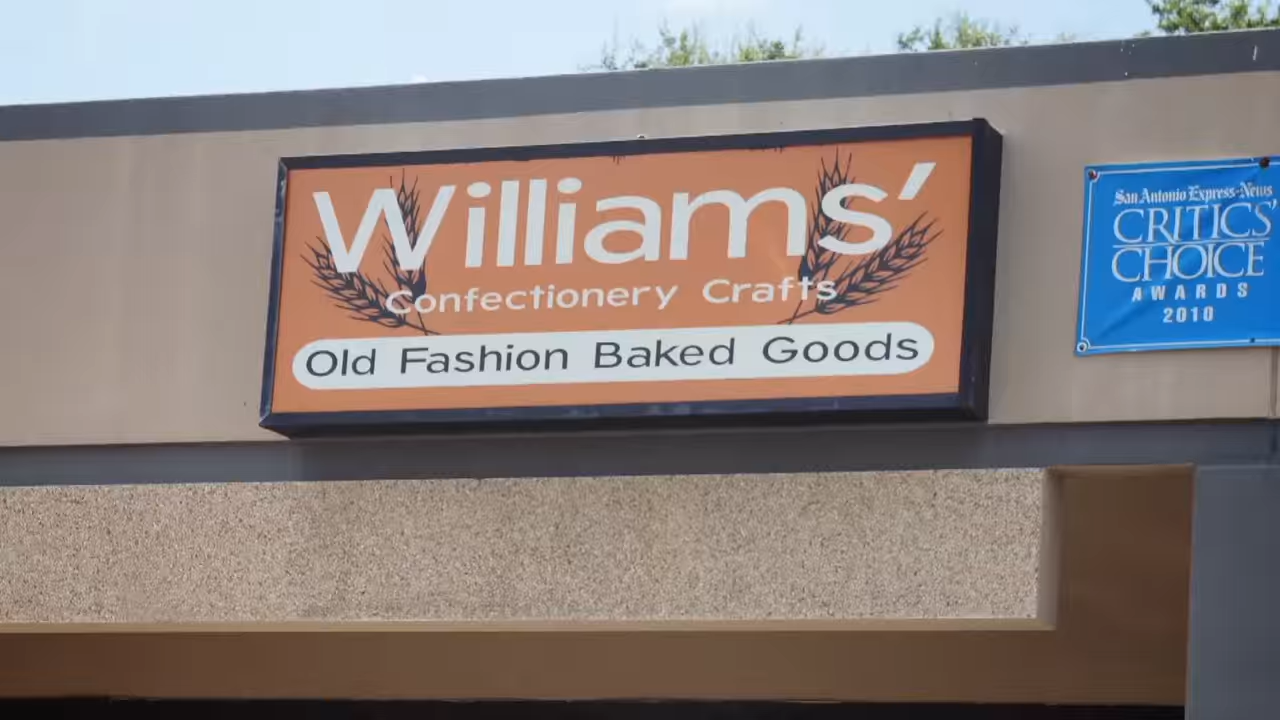 Williams'
Confectionery Crafts
Old Fashion Baked Goods
San Antonio Express-News
CRITICS'
CHOICE
AWARDS
2010